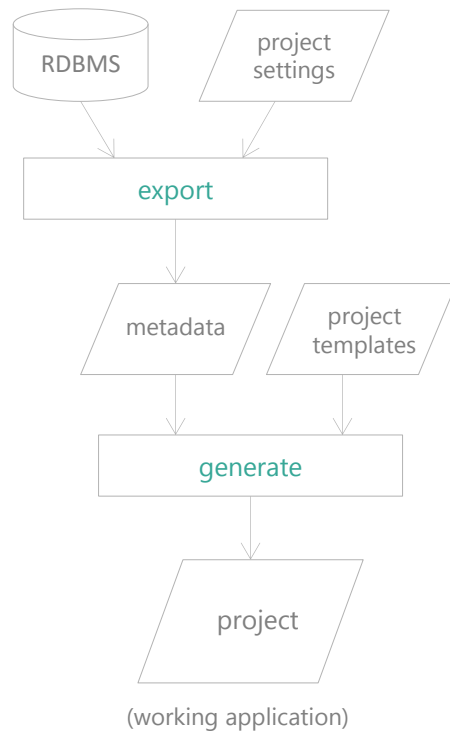 RDBMS
project
settings
export
metadata
project
templates
generate
project
(working application)